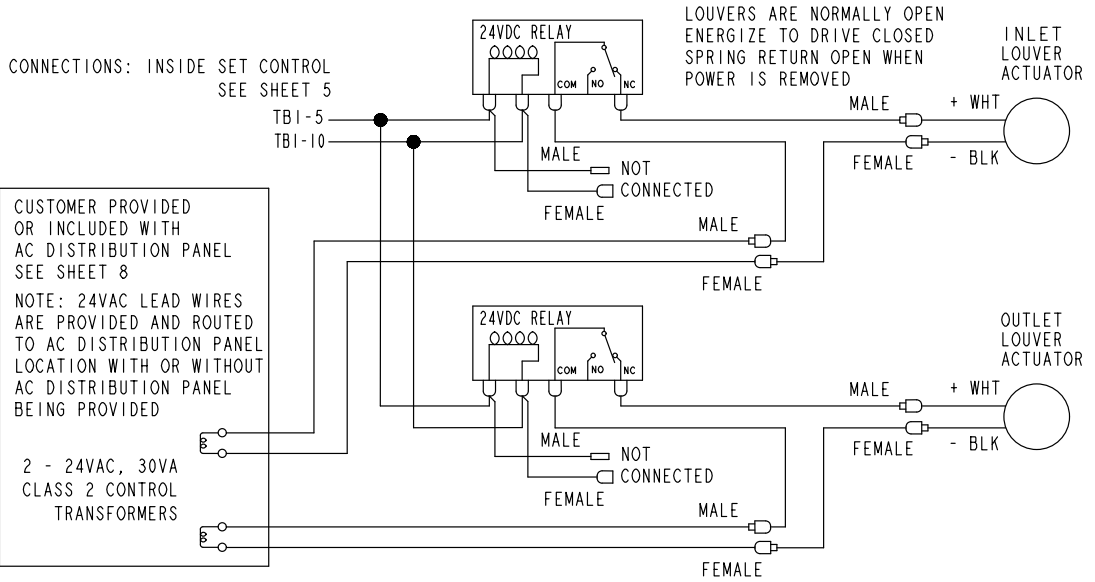 LOUVERS ARE NORMALLY OPEN
ENERGIZE TO DRIVE CLOSED
SPRING RETURN OPEN WHEN
POWER IS REMOVED
INLET
LOUVER
ACTUATOR
24VDC RELAY
COM NO NC
CONNECTIONS: INSIDE SET CONTROL
SEE SHEET 5
TB1-5
TB1-10
MALE
+ WHT
FEMALE
- BLK
MALE
NOT
CONNECTED
FEMALE
MALE
FEMALE
CUSTOMER PROVIDED
OR INCLUDED WITH
AC DISTRIBUTION PANEL
SEE SHEET 8
NOTE: 24VAC LEAD WIRES
ARE PROVIDED AND ROUTED
TO AC DISTRIBUTION PANEL
LOCATION WITH OR WITHOUT
AC DISTRIBUTION PANEL
BEING PROVIDED
2 - 24VAC, 30VA
CLASS 2 CONTROL
TRANSFORMERS
24VDC RELAY
COM NO NC
OUTLET
LOUVER
ACTUATOR
MALE
+ WHT
FEMALE
- BLK
MALE
NOT
CONNECTED
FEMALE
MALE
FEMALE